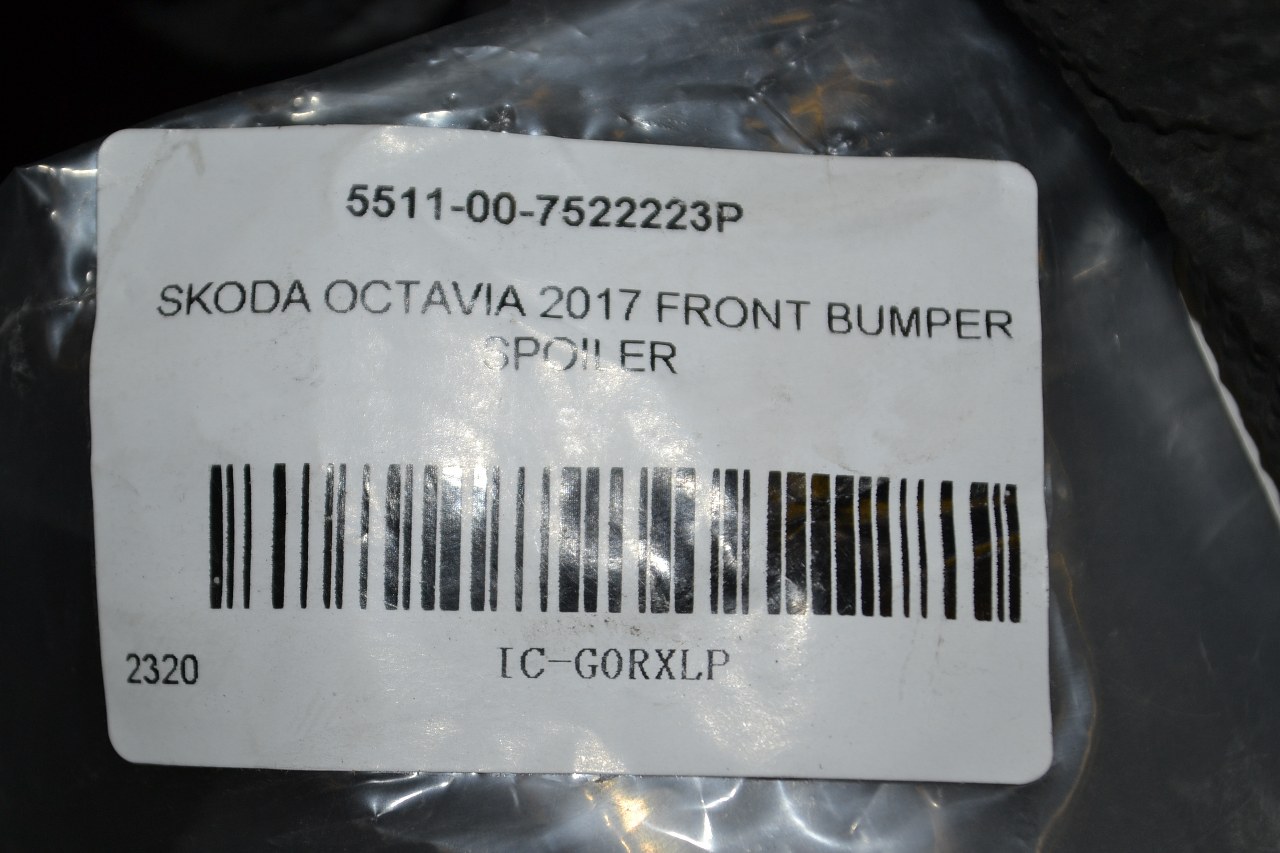 5511-00-7522223P
SKODA OCTAVIA 2017 FRONT BUMPER
SPOILER
2320
IC-G0RXLP